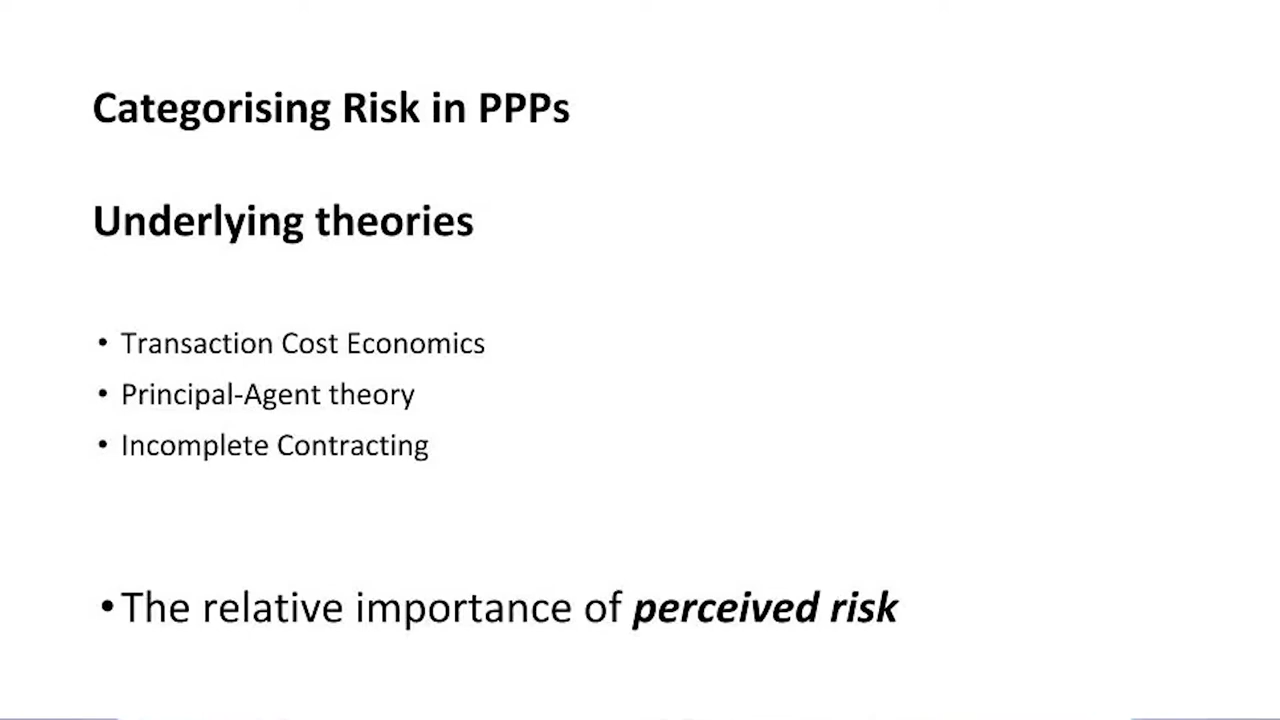 Categorising Risk in PPPs
Underlying theories
• Transaction Cost Economics
• Principal-Agent theory
• Incomplete Contracting
• The relative importance of perceived risk